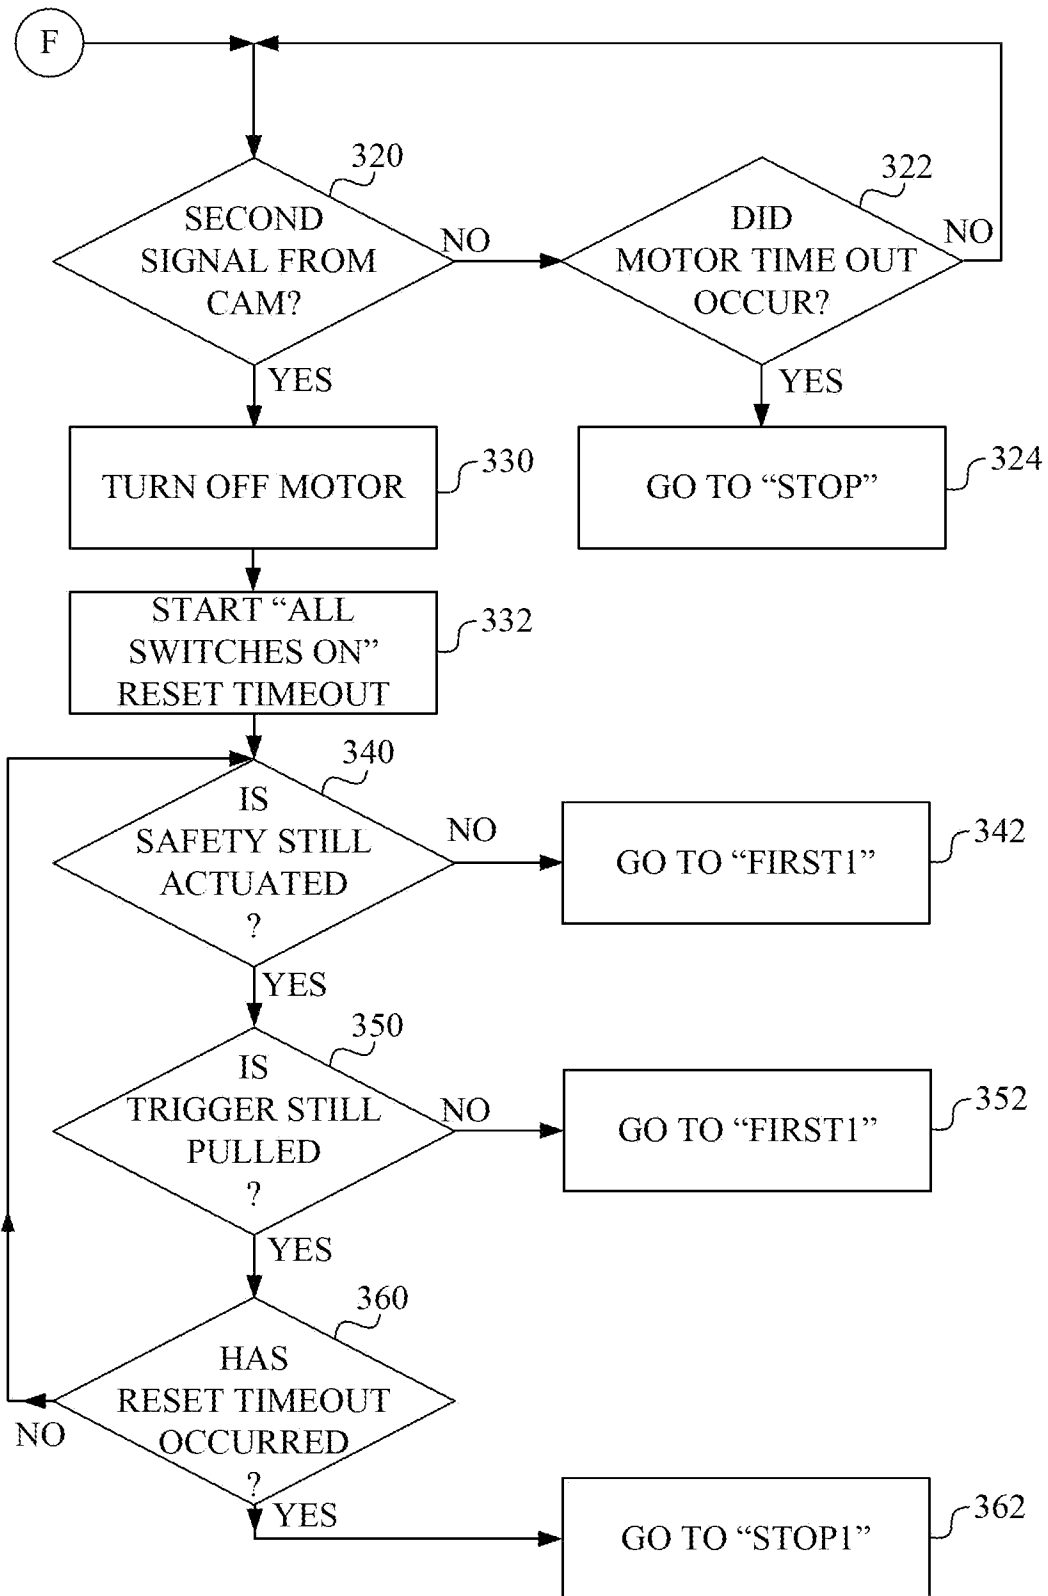 F
320
SECOND
SIGNAL FROM
CAM?
NO
322
DID
MOTOR TIME OUT
OCCUR?
NO
YES
YES
TURN OFF MOTOR
330
GO TO “STOP”
324
START “ALL
SWITCHES ON”
RESET TIMEOUT
332
340
IS
SAFETY STILL
ACTUATED
?
NO
GO TO “FIRST1”
342
YES
350
IS
TRIGGER STILL
PULLED
?
NO
GO TO “FIRST1”
352
YES
360
HAS
RESET TIMEOUT
OCCURRED
?
NO
YES
GO TO “STOP1”
362